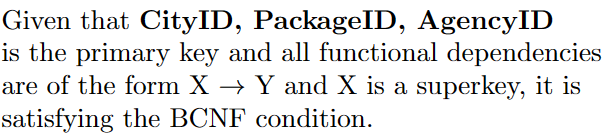 Given that CityID, PackageID, AgencyID
is the primary key and all functional dependencies
are of the form X → Y and X is a superkey, it is
satisfying the BCNF condition.